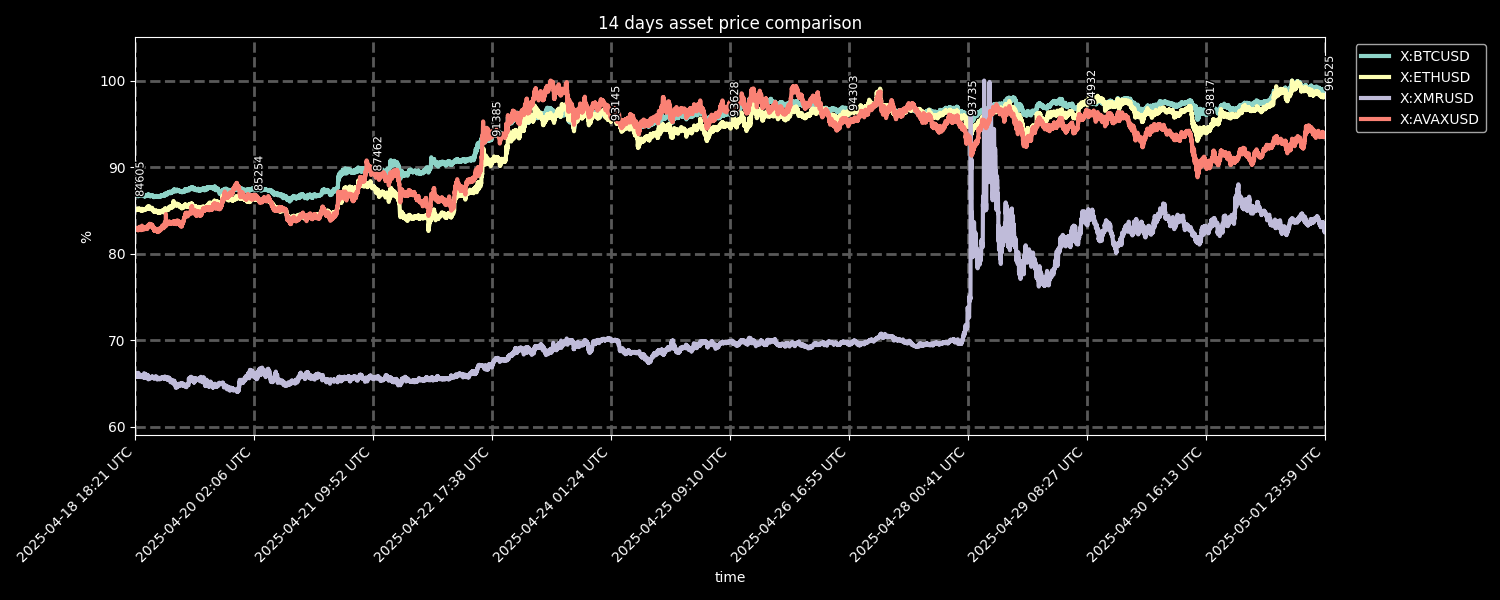 14 days asset price comparison
X:BTCUSD
X:ETHUSD
X:XMRUSD
X:AVAXUSD
%
100
90
80
70
60
84605
85254
87462
91385
93145
93628
94303
93735
94932
93817
96525
2025-04-18 18:21 UTC
2025-04-20 02:06 UTC
2025-04-21 09:52 UTC
2025-04-22 17:38 UTC
2025-04-24 01:24 UTC
2025-04-25 09:10 UTC
2025-04-26 16:55 UTC
2025-04-28 00:41 UTC
2025-04-29 08:27 UTC
2025-04-30 16:13 UTC
2025-05-01 23:59 UTC
time